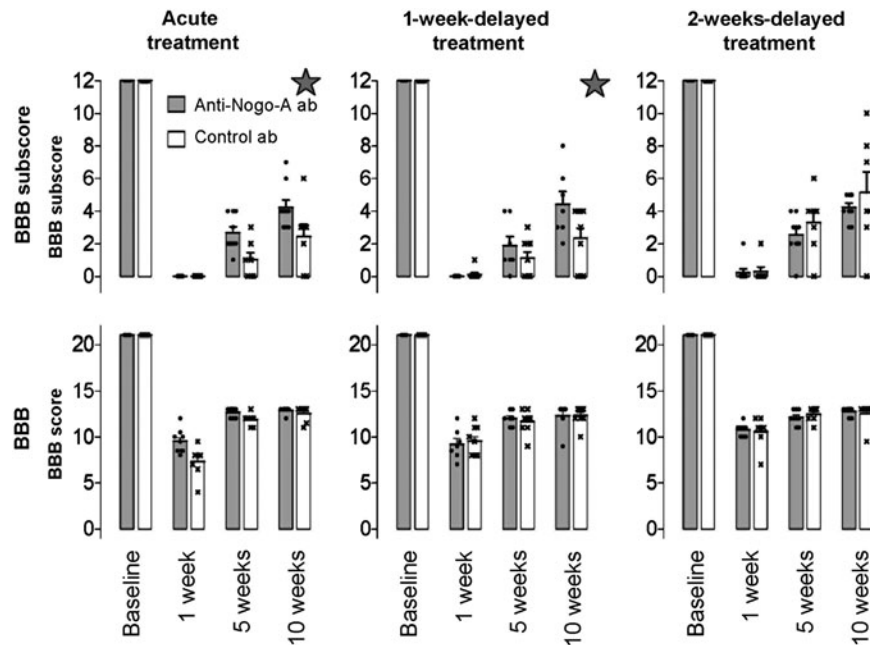 Acute
treatment
1-week-delayed
treatment
2-weeks-delayed
treatment
BBB subscore
BBB subscore
12
10
8
6
4
2
0
Anti-Nogo-A ab
Control ab
12
10
8
6
4
2
0
12
10
8
6
4
2
0
BBB
BBB score
20
15
10
5
0
20
15
10
5
0
20
15
10
5
0
Baseline
1 week
5 weeks
10 weeks
Baseline
1 week
5 weeks
10 weeks
Baseline
1 week
5 weeks
10 weeks